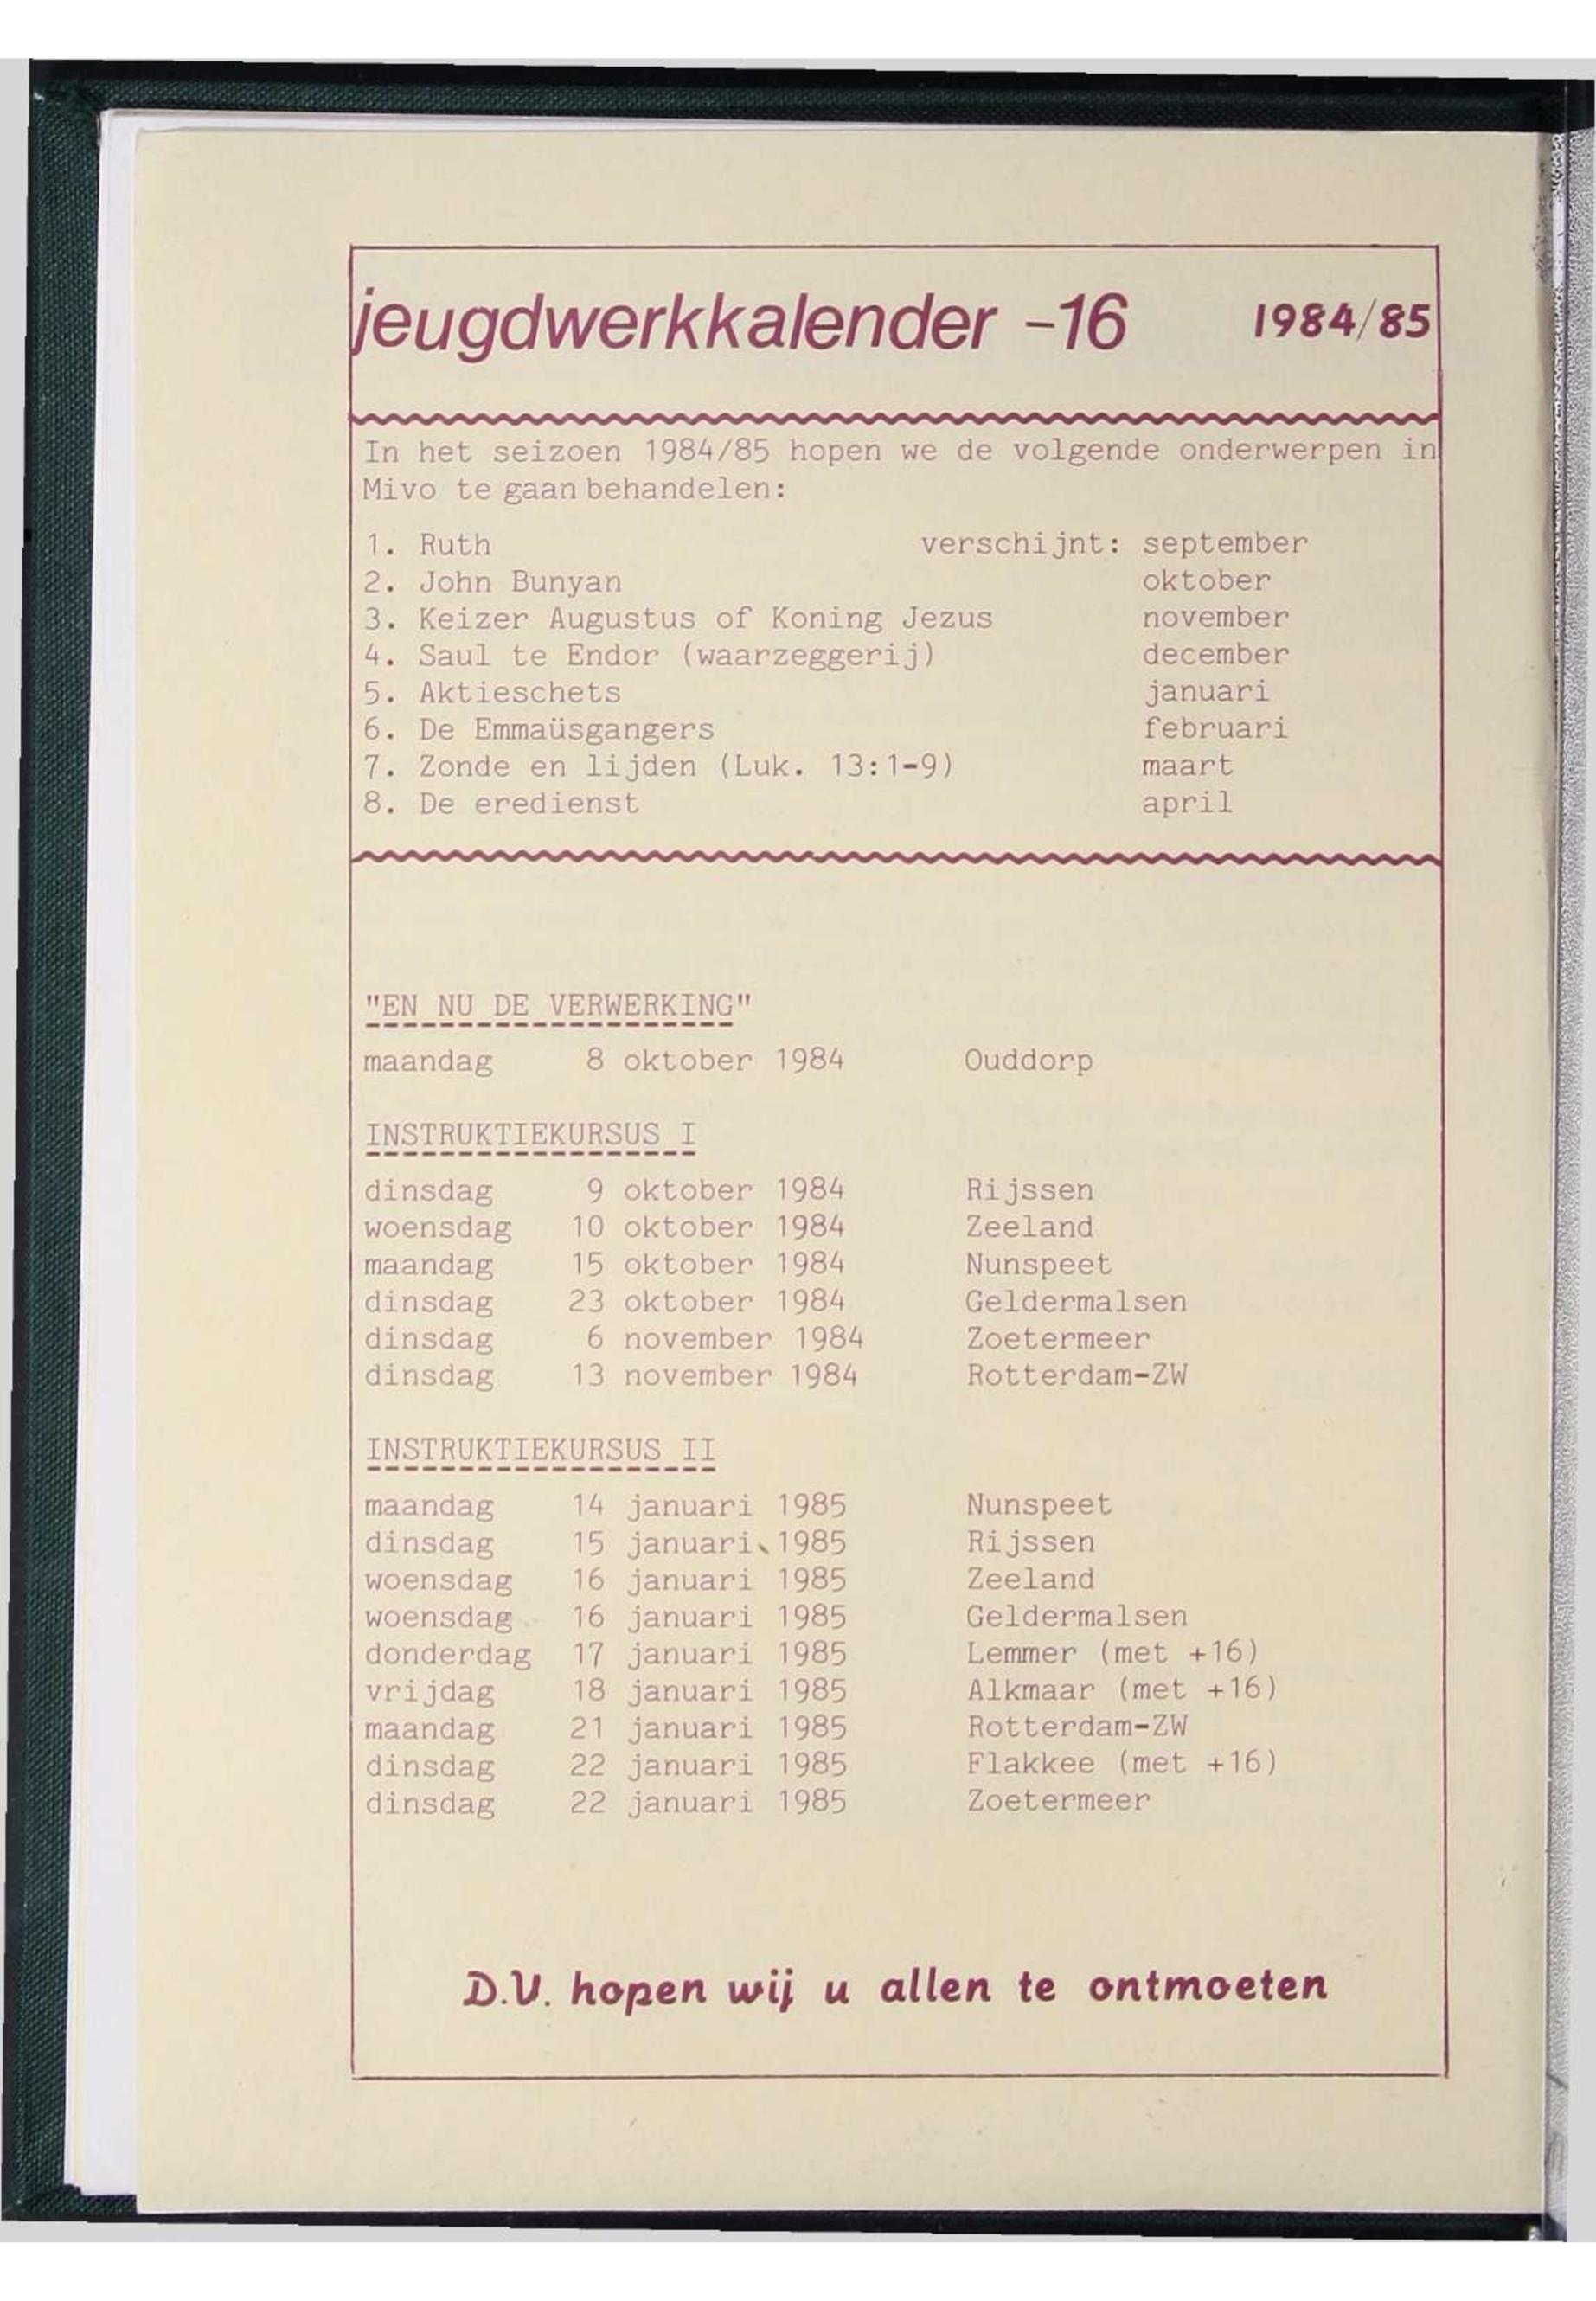 jeugdwerkkalender -16 1984/85
In het seizoen 1984/85 hopen we de volgende onderwerpen in
Mivo te gaan behandelen:
1. Ruth verschijnt: september
2. John Bunyan oktober
3. Keizer Augustus of Koning Jezus november
4. Saul te Endor (waarzeggerij) december
5. Aktieschets januari
6. De Emmaüsgangers februari
7. Zonde en lijden (Luk. 13:1-9) maart
8. De eredienst april
"EN NU DE VERWERKING"
maandag 8 oktober 1984 Ouddorp
INSTRUKTIEKURSUS I
dinsdag 9 oktober 1984 Rijssen
woensdag 10 oktober 1984 Zeeland
maandag 15 oktober 1984 Nunspeet
dinsdag 23 oktober 1984 Geldermalsen
dinsdag 6 november 1984 Zoetermeer
dinsdag 13 november 1984 Rotterdam-ZW
INSTRUKTIEKURSUS II
maandag 14 januari 1985 Nunspeet
dinsdag 15 januari 1985 Rijssen
woensdag 16 januari 1985 Zeeland
woensdag 16 januari 1985 Geldermalsen
donderdag 17 januari 1985 Lemmer (met +16)
vrijdag 18 januari 1985 Alkmaar (met +16)
maandag 21 januari 1985 Rotterdam-ZW
dinsdag 22 januari 1985 Flakkee (met +16)
dinsdag 22 januari 1985 Zoetermeer
D.V. hopen wij u allen te ontmoeten